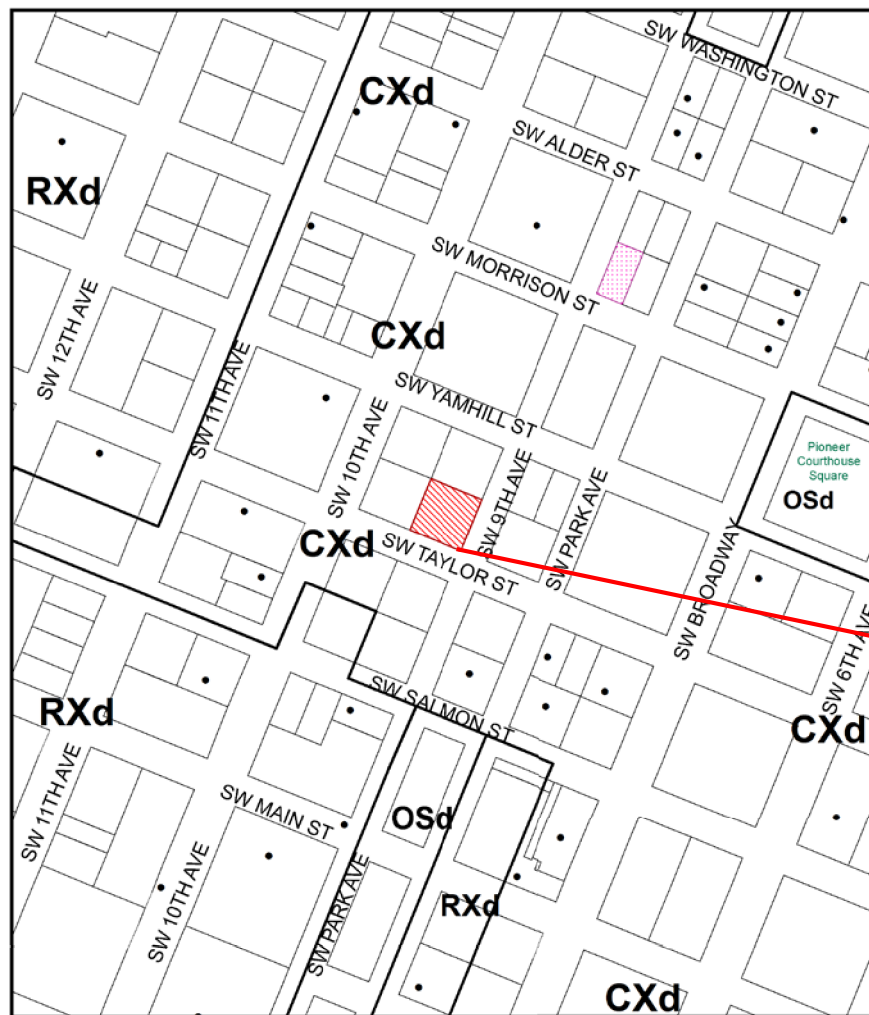 SW WASHINGTON ST
CXd
SW ALDER ST
RXd
SW MORRISON ST
SW 12TH AVE
CXd
SW 11TH AVE
SW YAMHILL ST
SW 10TH AVE
Pioneer
Courthouse
Square
OSd
SW 9TH AVE
SW PARK AVE
CXd
SW TAYLOR ST
SW BROADWAY
SW 6TH AVE
SW SALMON ST
RXd
CXd
SW 11TH AVE
SW MAIN ST
OSd
SW 10TH AVE
SW PARK AVE
RXd
CXd